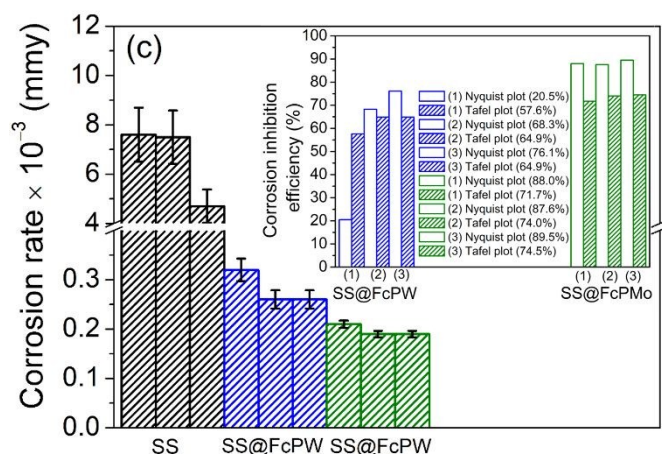 (c)
Corrosion rate × 10⁻³ (mmy)
8
6
4
0.3
0.2
0.1
0.0
SS
SS@FcPW
SS@FcPW
Corrosion inhibition
efficiency (%)
100
90
80
70
60
50
40
30
20
10
0
(1) Nyquist plot (20.5%)
(1) Tafel plot (57.6%)
(2) Nyquist plot (68.3%)
(2) Tafel plot (64.9%)
(3) Nyquist plot (76.1%)
(3) Tafel plot (64.9%)
(1) Nyquist plot (88.0%)
(1) Tafel plot (71.7%)
(2) Nyquist plot (87.6%)
(2) Tafel plot (74.0%)
(3) Nyquist plot (89.5%)
(3) Tafel plot (74.5%)
(1) (2) (3)
SS@FcPW
(1) (2) (3)
SS@FcPMo